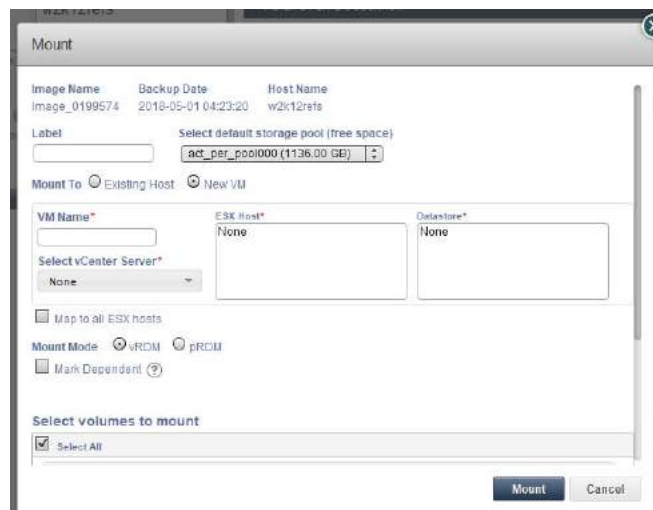 w2k12refs
Mount
Image Name Backup Date Host Name
Image_0199574 2018-05-01 04:23:20 w2k12refs
Label Select default storage pool (free space)
act_per_pool000 (1136.00 GB)
Mount To Existing Host New VM
VM Name* ESX Host* Datastore*
None None
Select vCenter Server*
None
Map to all ESX hosts
Mount Mode vRDM pRDM
Mark Dependent (?)
Select volumes to mount
Select All
Mount Cancel